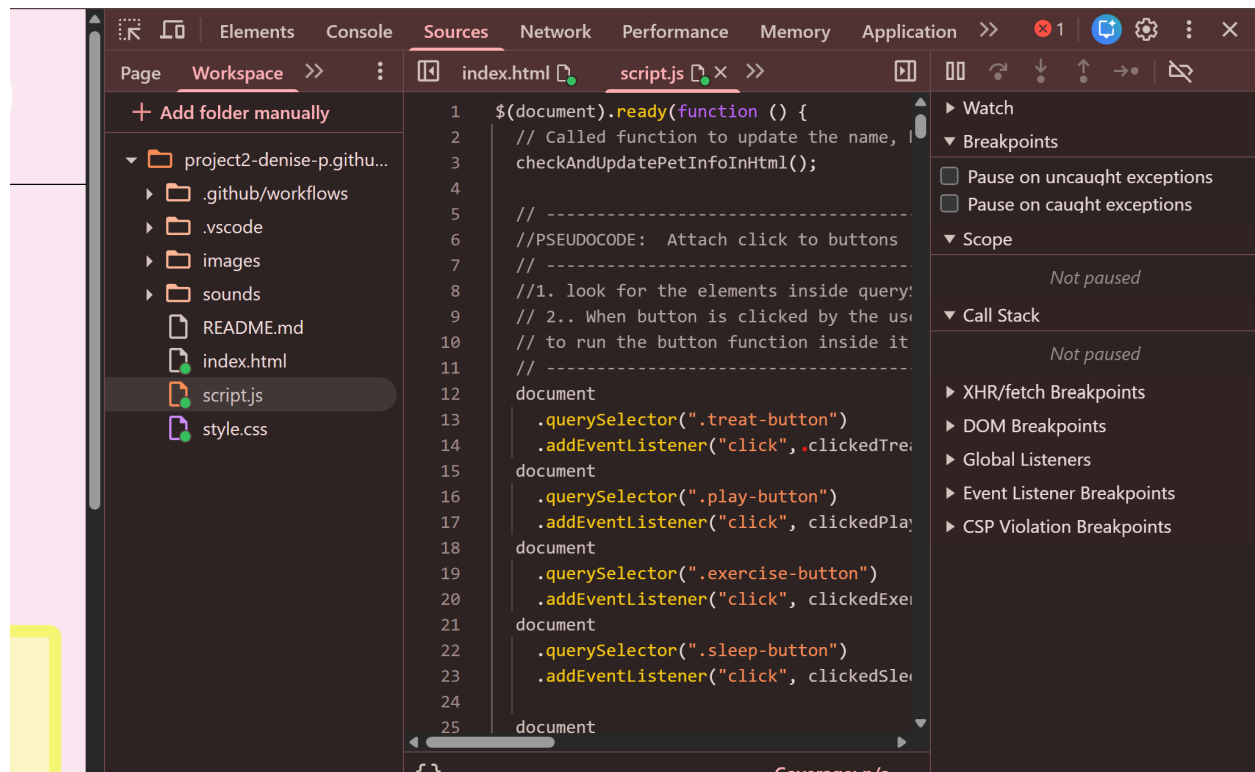 Elements Console Sources Network Performance Memory Application 1
Page Workspace
index.html script.js
Add folder manually
project2-denise-p.githu...
.github/workflows
.vscode
images
sounds
README.md
index.html
script.js
style.css
1 $(document).ready(function () {
2 // Called function to update the name,
3 checkAndUpdatePetInfoInHtml();
4
5 // -----------------------------------
6 //PSEUDOCODE:  Attach click to buttons
7 // -----------------------------------
8 //1. look for the elements inside query
9 // 2.. When button is clicked by the use
10 // to run the button function inside it
11 // -----------------------------------
12 document
13 .querySelector(".treat-button")
14 .addEventListener("click", clickedTrea
15 document
16 .querySelector(".play-button")
17 .addEventListener("click", clickedPlay
18 document
19 .querySelector(".exercise-button")
20 .addEventListener("click", clickedExer
21 document
22 .querySelector(".sleep-button")
23 .addEventListener("click", clickedSlee
24
25 document
{}
Watch
Breakpoints
Pause on uncaught exceptions
Pause on caught exceptions
Scope
Not paused
Call Stack
Not paused
XHR/fetch Breakpoints
DOM Breakpoints
Global Listeners
Event Listener Breakpoints
CSP Violation Breakpoints